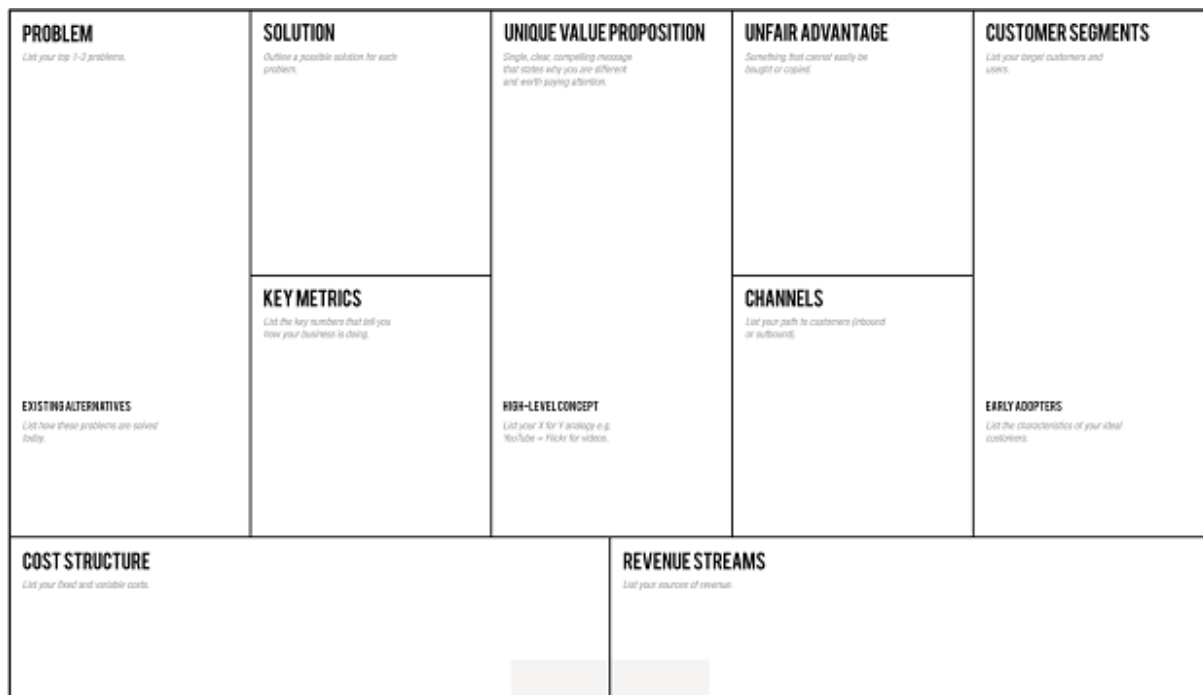 PROBLEM
List your top 1-3 problems.
EXISTING ALTERNATIVES
List how these problems are solved
today.
SOLUTION
Outline a possible solution for each
problem.
KEY METRICS
List the key numbers that tell you
how your business is doing.
UNIQUE VALUE PROPOSITION
Single, clear, compelling message
that states why you are different
and worth paying attention.
HIGH-LEVEL CONCEPT
List your X for Y analogy e.g.
YouTube = Flickr for videos.
UNFAIR ADVANTAGE
Something that cannot easily be
bought or copied.
CHANNELS
List your path to customers (inbound
or outbound).
CUSTOMER SEGMENTS
List your target customers and
users.
EARLY ADOPTERS
List the characteristics of your ideal
customers.
COST STRUCTURE
List your fixed and variable costs.
REVENUE STREAMS
List your sources of revenue.